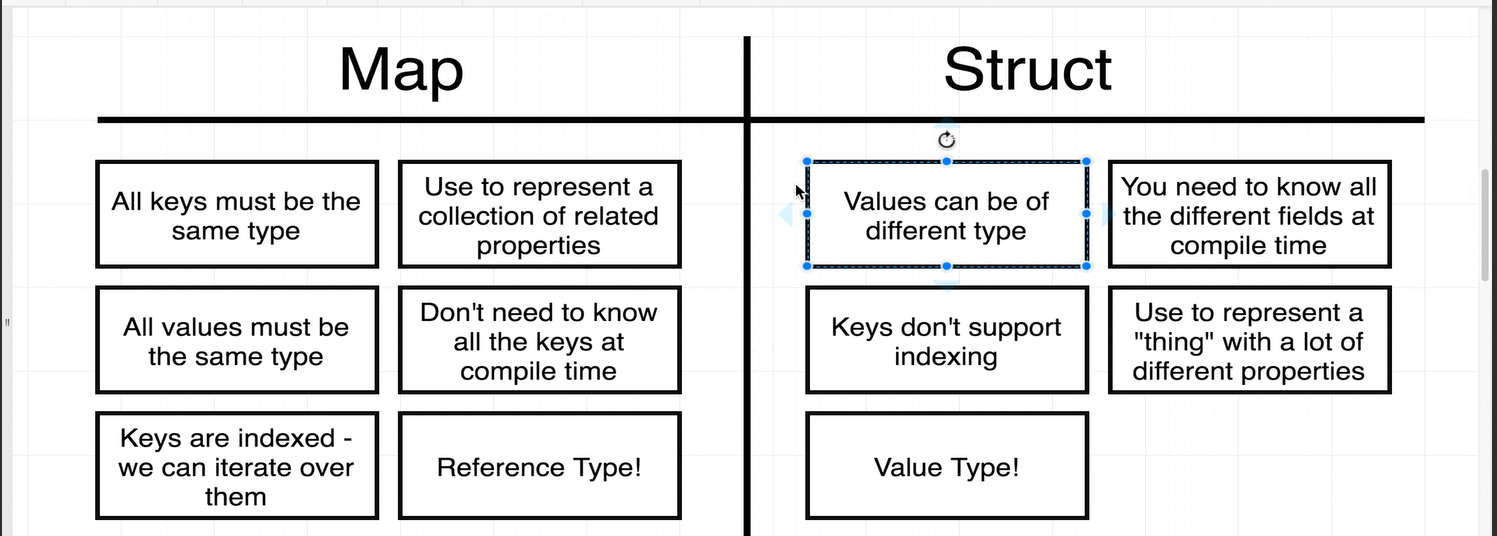 Map
Struct
All keys must be the
same type
Use to represent a
collection of related
properties
Values can be of
different type
You need to know all
the different fields at
compile time
All values must be
the same type
Don't need to know
all the keys at
compile time
Keys don't support
indexing
Use to represent a
"thing" with a lot of
different properties
Keys are indexed -
we can iterate over
them
Reference Type!
Value Type!